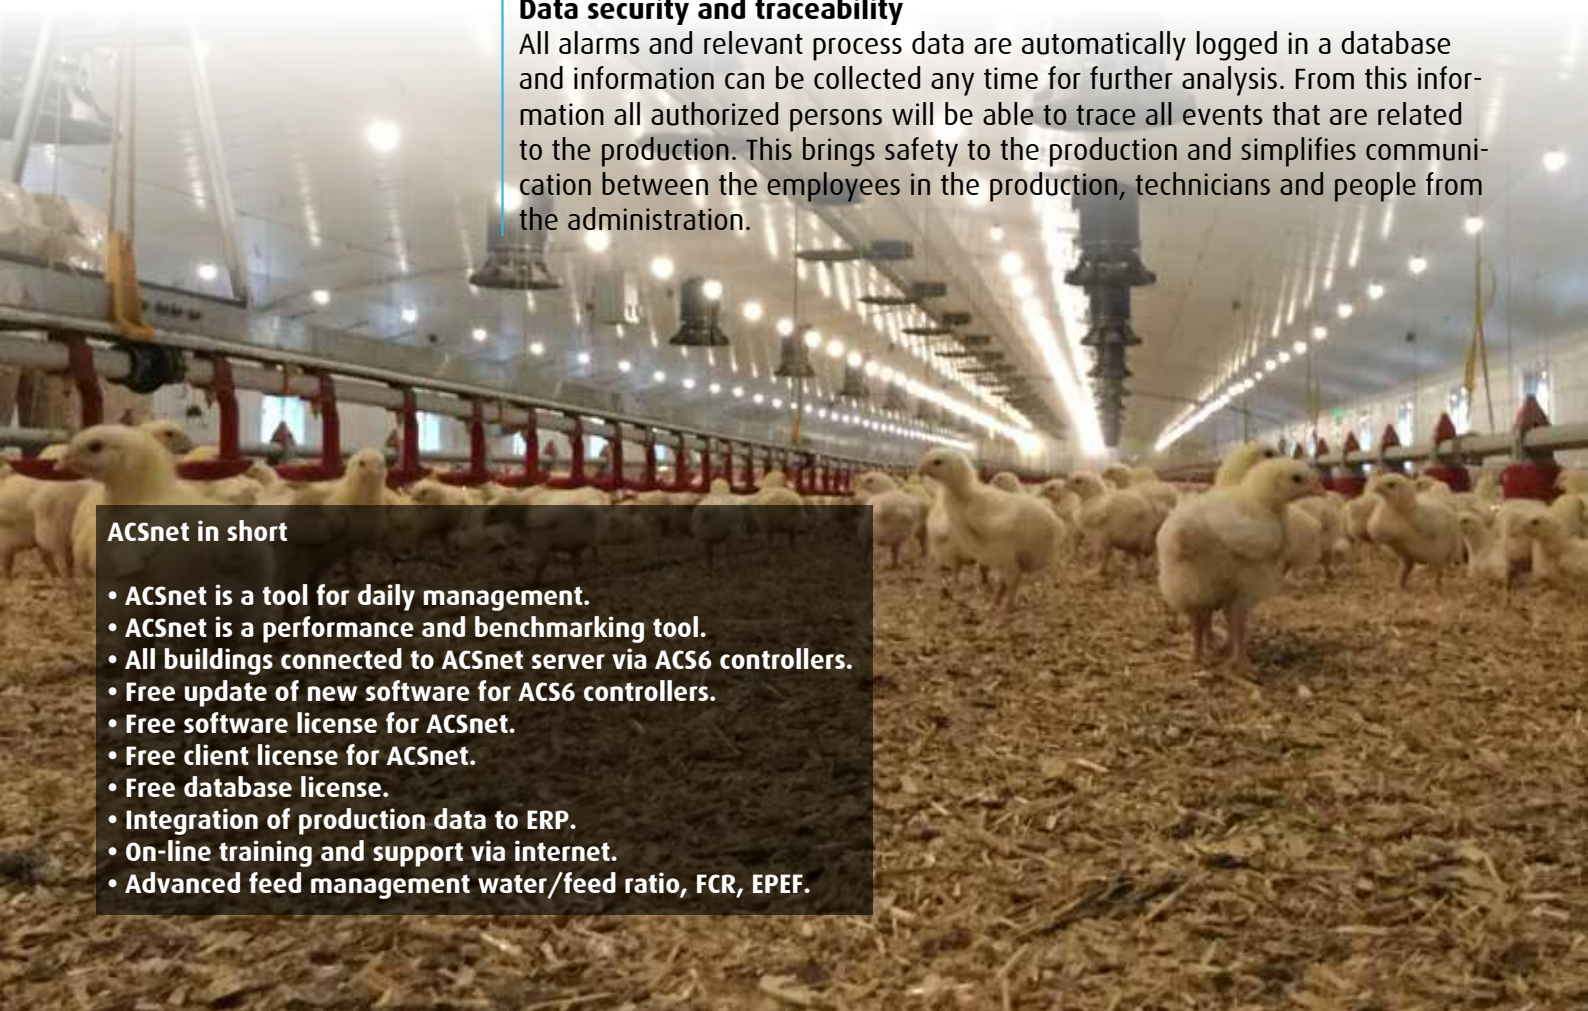 Data security and traceability
All alarms and relevant process data are automatically logged in a database
and information can be collected any time for further analysis. From this infor-
mation all authorized persons will be able to trace all events that are related
to the production. This brings safety to the production and simplifies communi-
cation between the employees in the production, technicians and people from
the administration.
ACSnet in short
• ACSnet is a tool for daily management.
• ACSnet is a performance and benchmarking tool.
• All buildings connected to ACSnet server via ACS6 controllers.
• Free update of new software for ACS6 controllers.
• Free software license for ACSnet.
• Free client license for ACSnet.
• Free database license.
• Integration of production data to ERP.
• On-line training and support via internet.
• Advanced feed management water/feed ratio, FCR, EPEF.